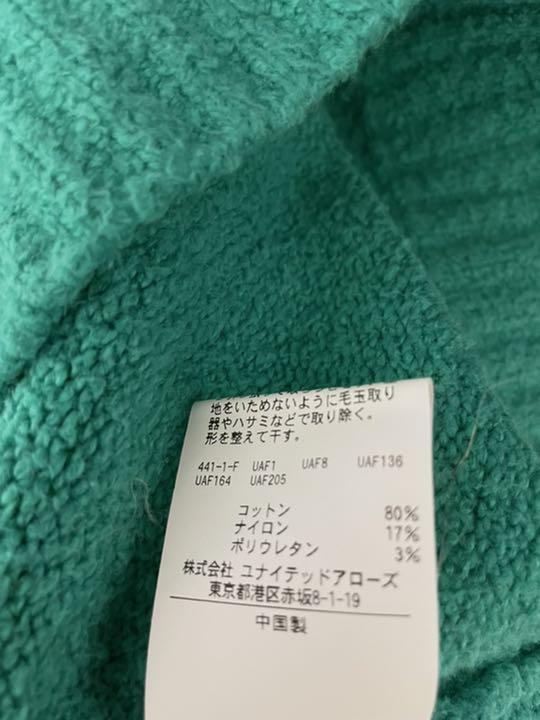 地をいためないように毛玉取り
器やハサミなどで取り除く。
形を整えて干す。
441-1-F UAF1 UAF8 UAF136
UAF164 UAF205
コットン 80%
ナイロン 17%
ポリウレタン 3%
株式会社 ユナイテッドアローズ
東京都港区赤坂8-1-19
中国製